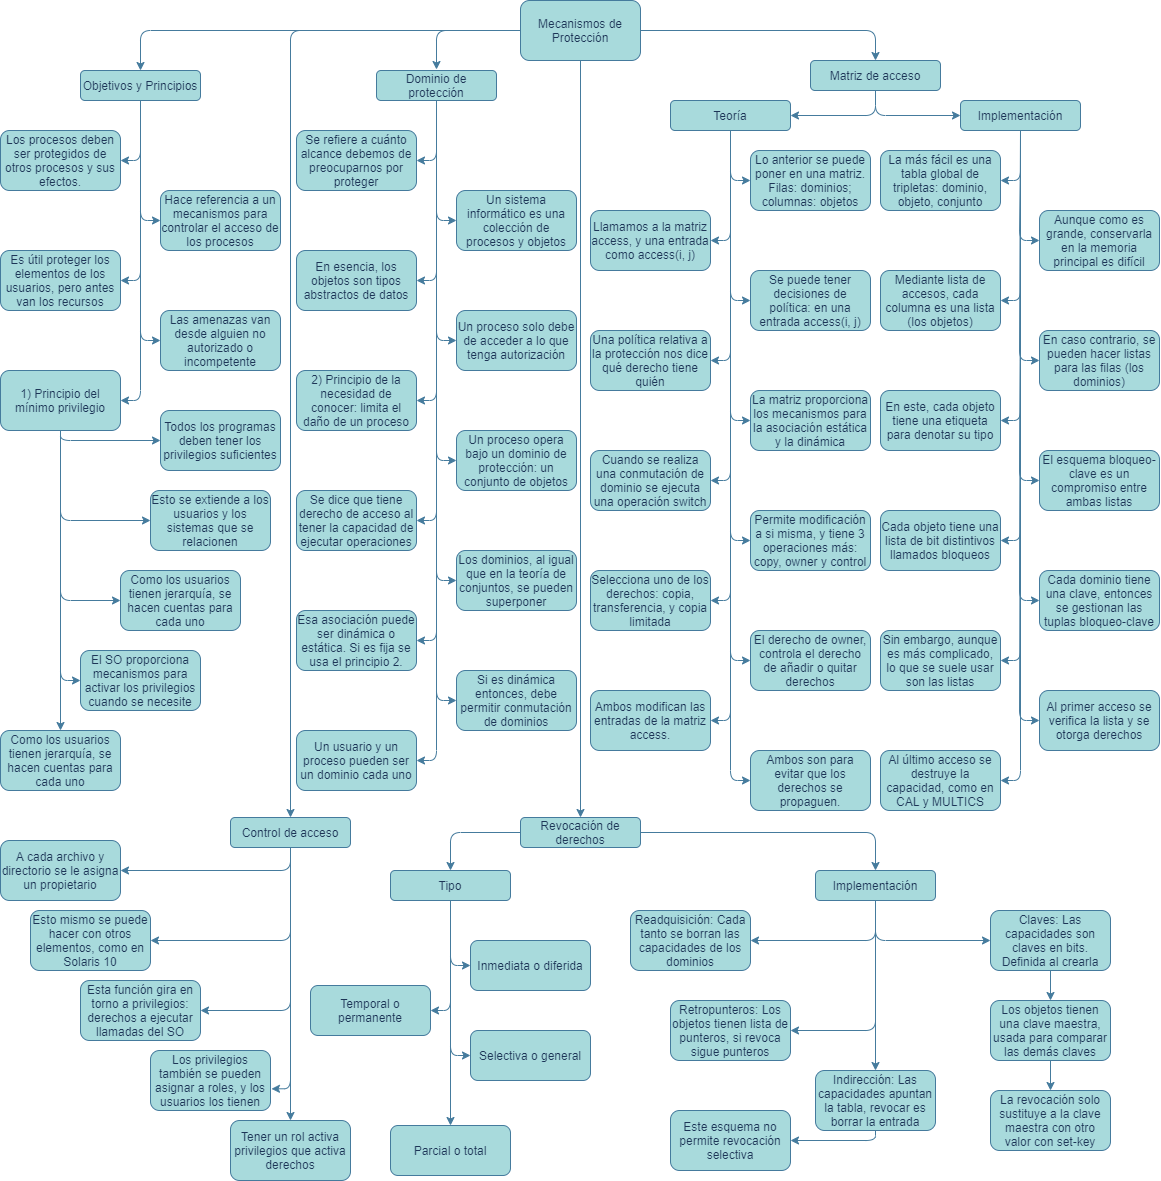 Mecanismos de
Protección
Objetivos y Principios
Los procesos deben
ser protegidos de
otros procesos y sus
efectos.
Hace referencia a un
mecanismos para
controlar el acceso de
los procesos
Es útil proteger los
elementos de los
usuarios, pero antes
van los recursos
Las amenazas van
desde alguien no
autorizado o
incompetente
1) Principio del
mínimo privilegio
Todos los programas
deben tener los
privilegios suficientes
Esto se extiende a los
usuarios y los
sistemas que se
relacionen
Como los usuarios
tienen jerarquía, se
hacen cuentas para
cada uno
El SO proporciona
mecanismos para
activar los privilegios
cuando se necesite
Como los usuarios
tienen jerarquía, se
hacen cuentas para
cada uno
Dominio de
protección
Se refiere a cuánto
alcance debemos de
preocuparnos por
proteger
Un sistema
informático es una
colección de
procesos y objetos
En esencia, los
objetos son tipos
abstractos de datos
Un proceso solo debe
de acceder a lo que
tenga autorización
2) Principio de la
necesidad de
conocer: limita el
daño de un proceso
Un proceso opera
bajo un dominio de
protección: un
conjunto de objetos
Se dice que tiene
derecho de acceso al
tener la capacidad de
ejecutar operaciones
Los dominios, al igual
que en la teoría de
conjuntos, se pueden
superponer
Esa asociación puede
ser dinámica o
estática. Si es fija se
usa el principio 2.
Si es dinámica
entonces, debe
permitir conmutación
de dominios
Un usuario y un
proceso pueden ser
un dominio cada uno
Matriz de acceso
Teoría
Lo anterior se puede
poner en una matriz.
Filas: dominios;
columnas: objetos
Llamamos a la matriz
access, y una entrada
como access(i, j)
Se puede tener
decisiones de
política: en una
entrada access(i, j)
Una política relativa a
la protección nos dice
qué derecho tiene
quién
La matriz proporciona
los mecanismos para
la asociación estática
y la dinámica
Cuando se realiza
una conmutación de
dominio se ejecuta
una operación switch
Permite modificación
a si misma, y tiene 3
operaciones más:
copy, owner y control
Selecciona uno de los
derechos: copia,
transferencia, y copia
limitada
El derecho de owner,
controla el derecho
de añadir o quitar
derechos
Ambos modifican las
entradas de la matriz
access.
Ambos son para
evitar que los
derechos se
propaguen.
Implementación
La más fácil es una
tabla global de
tripletas: dominio,
objeto, conjunto
Aunque como es
grande, conservarla
en la memoria
principal es difícil
Mediante lista de
accesos, cada
columna es una lista
(los objetos)
En caso contrario, se
pueden hacer listas
para las filas (los
dominios)
En este, cada objeto
tiene una etiqueta
para denotar su tipo
El esquema bloqueo-
clave es un
compromiso entre
ambas listas
Cada objeto tiene una
lista de bit distintivos
llamados bloqueos
Cada dominio tiene
una clave, entonces
se gestionan las
tuplas bloqueo-clave
Sin embargo, aunque
es más complicado,
lo que se suele usar
son las listas
Al primer acceso se
verifica la lista y se
otorga derechos
Al último acceso se
destruye la
capacidad, como en
CAL y MULTICS
Control de acceso
A cada archivo y
directorio se le asigna
un propietario
Esto mismo se puede
hacer con otros
elementos, como en
Solaris 10
Esta función gira en
torno a privilegios:
derechos a ejecutar
llamadas del SO
Los privilegios
también se pueden
asignar a roles, y los
usuarios los tienen
Tener un rol activa
privilegios que activa
derechos
Revocación de
derechos
Tipo
Inmediata o diferida
Temporal o
permanente
Selectiva o general
Parcial o total
Implementación
Readquisición: Cada
tanto se borran las
capacidades de los
dominios
Claves: Las
capacidades son
claves en bits.
Definida al crearla
Retropunteros: Los
objetos tienen lista de
punteros, si revoca
sigue punteros
Los objetos tienen
una clave maestra,
usada para comparar
las demás claves
Indirección: Las
capacidades apuntan
la tabla, revocar es
borrar la entrada
La revocación solo
sustituye a la clave
maestra con otro
valor con set-key
Este esquema no
permite revocación
selectiva